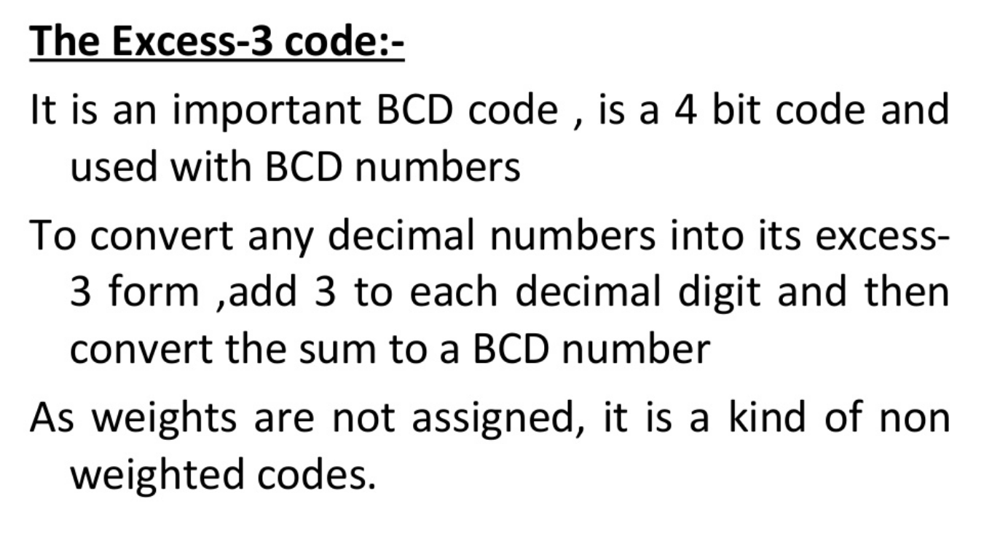 The Excess-3 code:-
It is an important BCD code , is a 4 bit code and
used with BCD numbers
To convert any decimal numbers into its excess-
3 form ,add 3 to each decimal digit and then
convert the sum to a BCD number
As weights are not assigned, it is a kind of non
weighted codes.